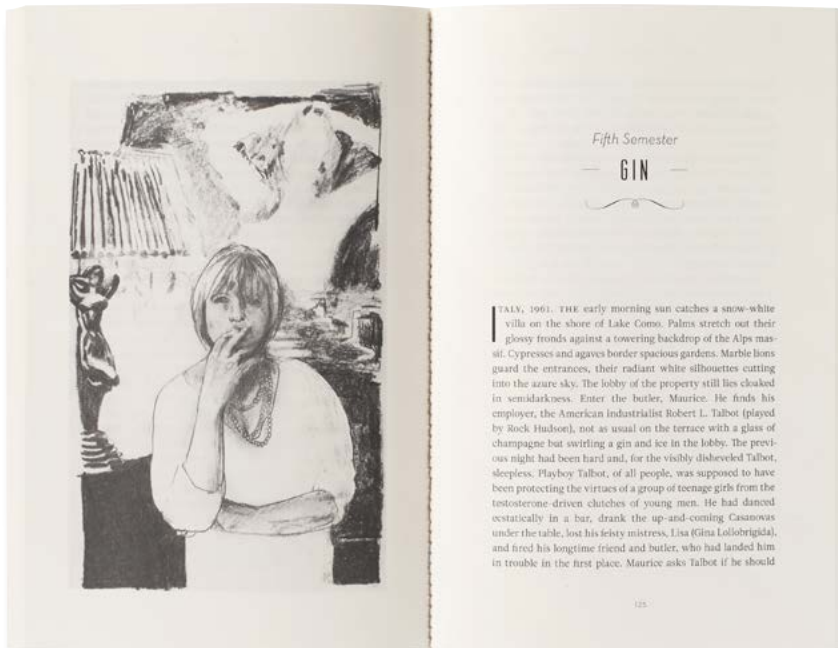 Fifth Semester
GIN
ITALY, 1961. THE early morning sun catches a snow-white
villa on the shore of Lake Como. Palms stretch out their
glossy fronds against a towering backdrop of the Alps mas-
sif. Cypresses and agaves border spacious gardens. Marble lions
guard the entrances, their radiant white silhouettes cutting
into the azure sky. The lobby of the property still lies cloaked
in semidarkness. Enter the butler, Maurice. He finds his
employer, the American industrialist Robert L. Talbot (played
by Rock Hudson), not as usual on the terrace with a glass of
champagne but swirling a gin and ice in the lobby. The previ-
ous night had been hard and, for the visibly disheveled Talbot,
sleepless. Playboy Talbot, of all people, was supposed to have
been protecting the virtues of a group of teenage girls from the
testosterone-driven clutches of young men. He had danced
ecstatically in a bar, drank the up-and-coming Casanovas
under the table, lost his feisty mistress, Lisa (Gina Lollobrigida),
and fired his longtime friend and butler, who had landed him
in trouble in the first place. Maurice asks Talbot if he should
125